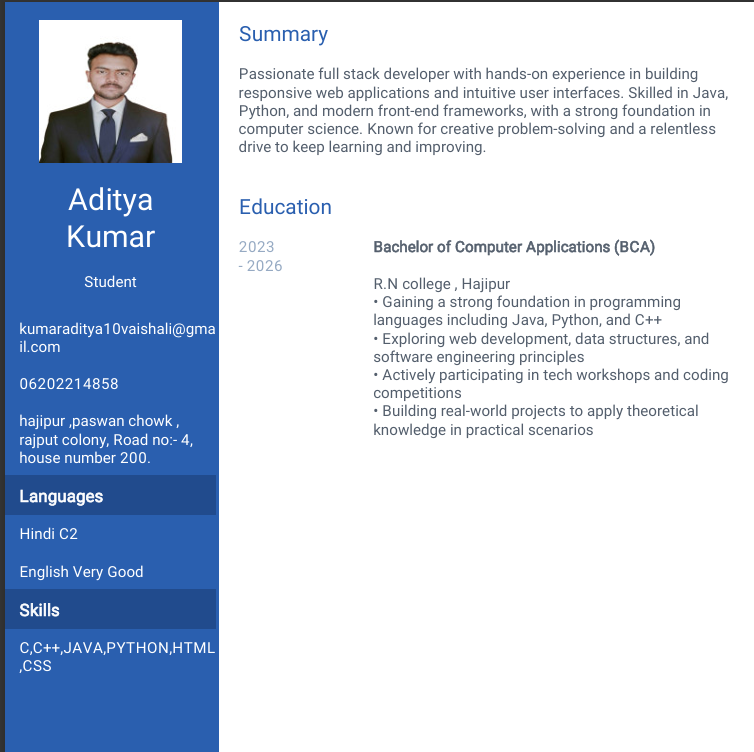 Aditya
Kumar
Student
kumaraditya10vaishali@gma
il.com
06202214858
hajipur ,paswan chowk ,
rajput colony, Road no:- 4,
house number 200.
Languages
Hindi C2
English Very Good
Skills
C,C++,JAVA,PYTHON,HTML
,CSS
Summary
Passionate full stack developer with hands-on experience in building
responsive web applications and intuitive user interfaces. Skilled in Java,
Python, and modern front-end frameworks, with a strong foundation in
computer science. Known for creative problem-solving and a relentless
drive to keep learning and improving.
Education
2023
- 2026
Bachelor of Computer Applications (BCA)
R.N college , Hajipur
• Gaining a strong foundation in programming
languages including Java, Python, and C++
• Exploring web development, data structures, and
software engineering principles
• Actively participating in tech workshops and coding
competitions
• Building real-world projects to apply theoretical
knowledge in practical scenarios